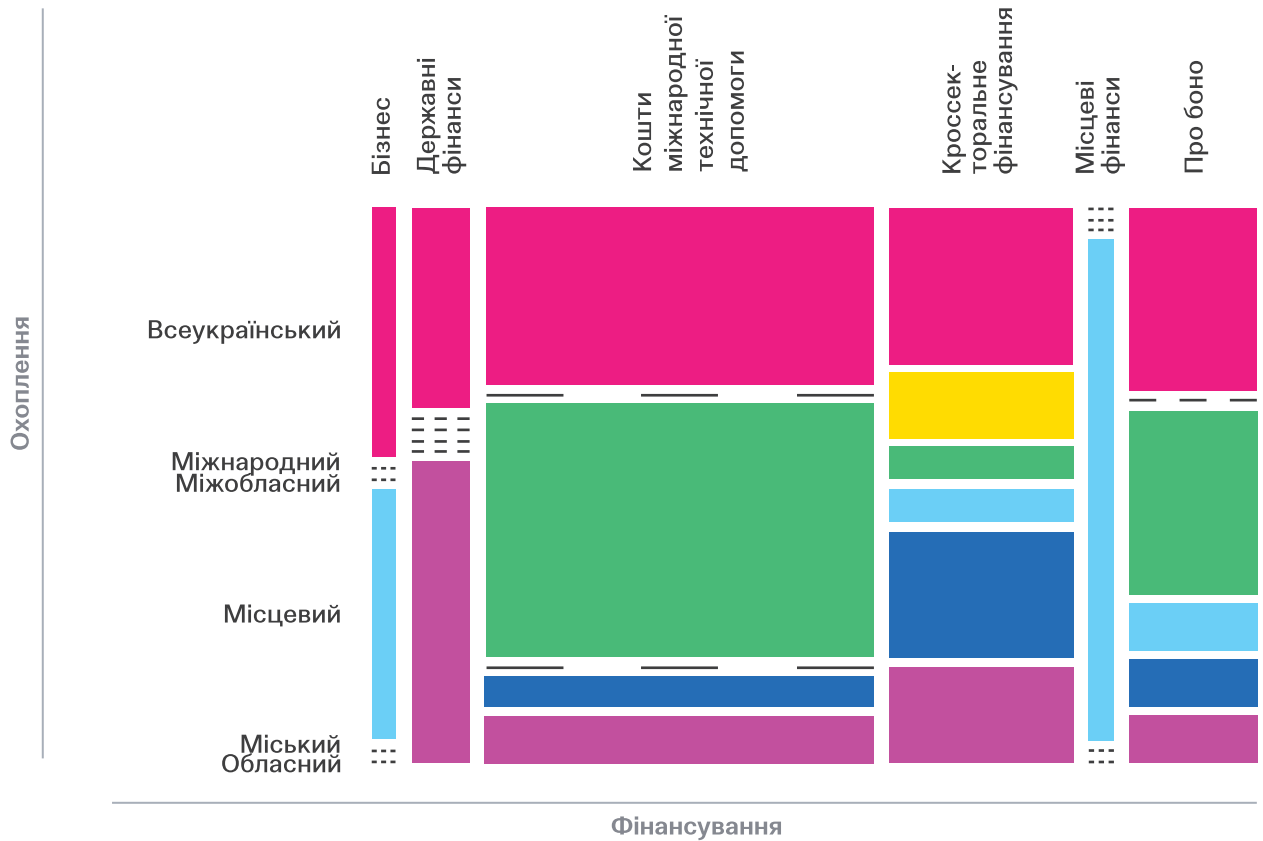 Бізнес
Державні
фінанси
Кошти
міжнародної
технічної
допомоги
Кроссек-
торальне
фінансування
Місцеві
фінанси
Про боно
Охоплення
Всеукраїнський
Міжнародний
Міжобласний
Місцевий
Міський
Обласний
Фінансування